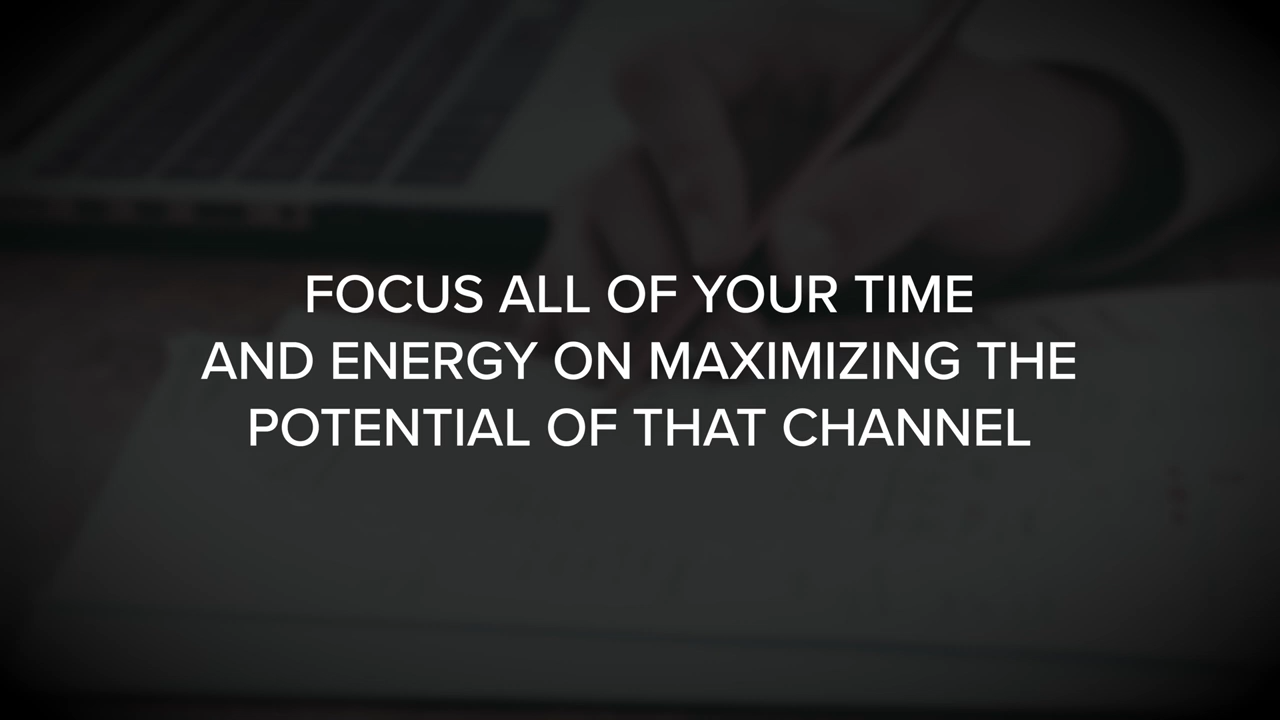 FOCUS ALL OF YOUR TIME
AND ENERGY ON MAXIMIZING THE
POTENTIAL OF THAT CHANNEL